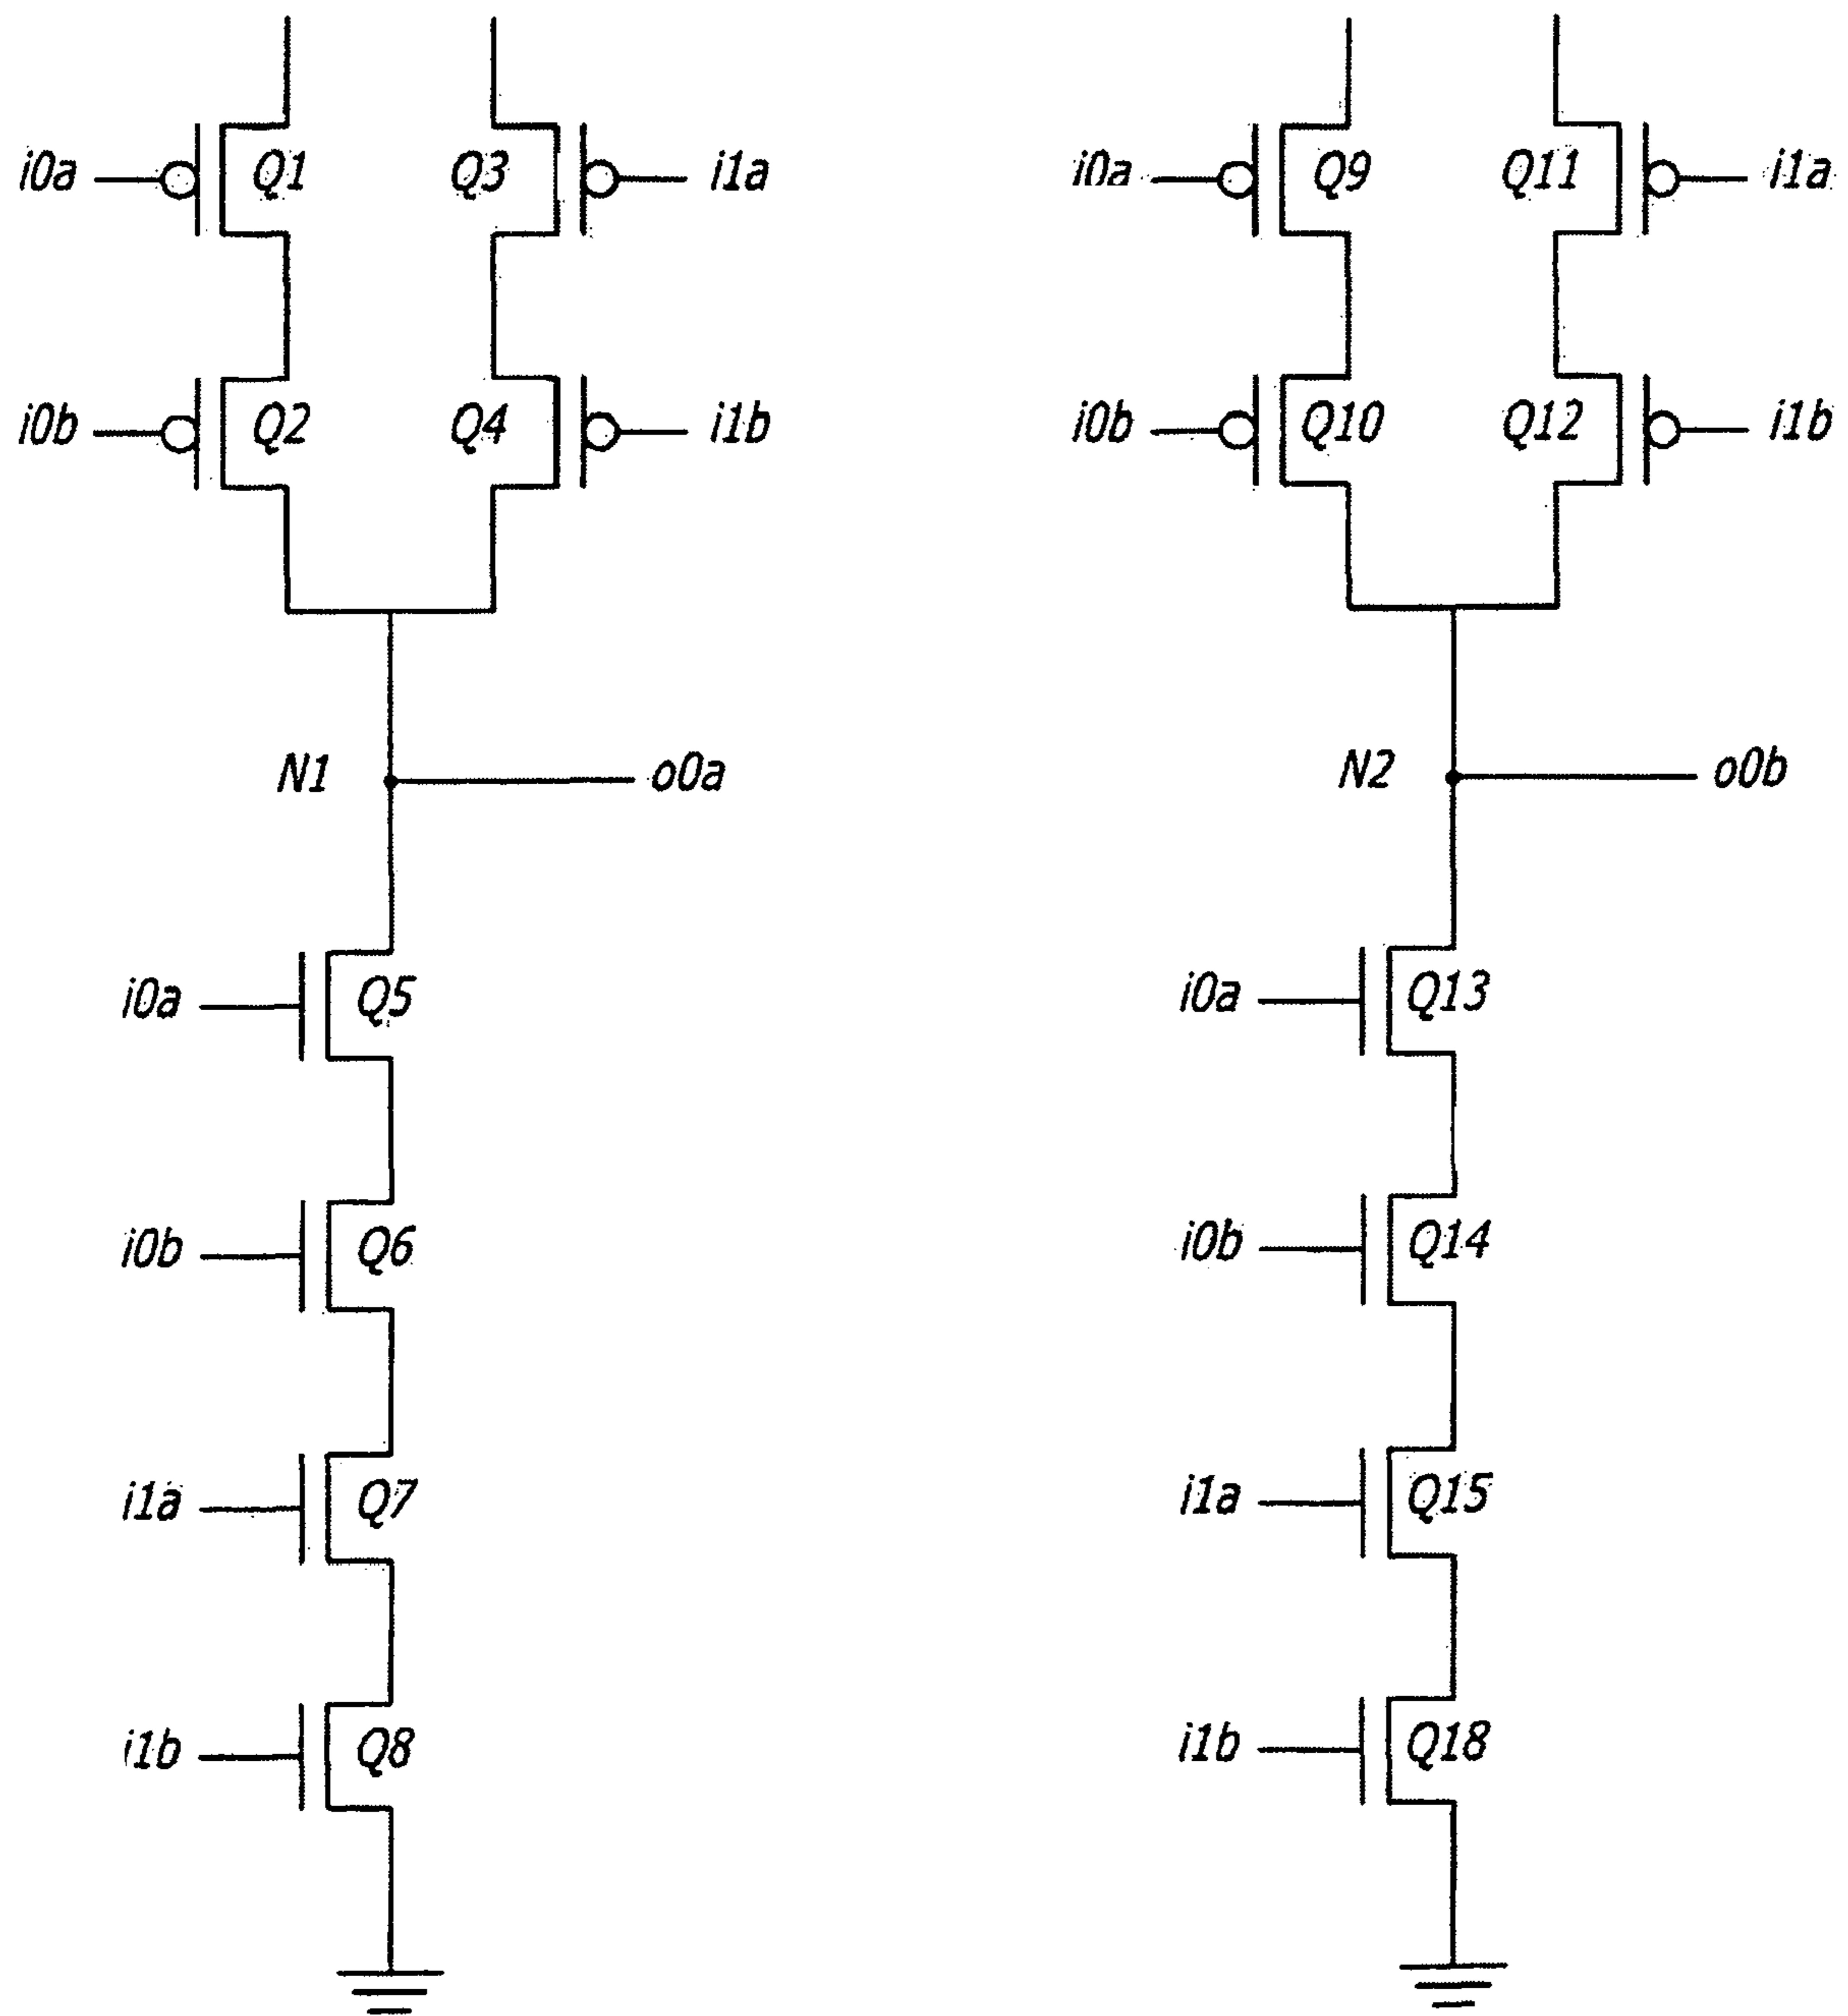 i0a Q1 Q3 i1a i0a Q9 Q11 i1a
i0b Q2 Q4 i1b i0b Q10 Q12 i1b
N1 o0a N2 o0b
i0a Q5 i0a Q13
i0b Q6 i0b Q14
i1a Q7 i1a Q15
i1b Q8 i1b Q18